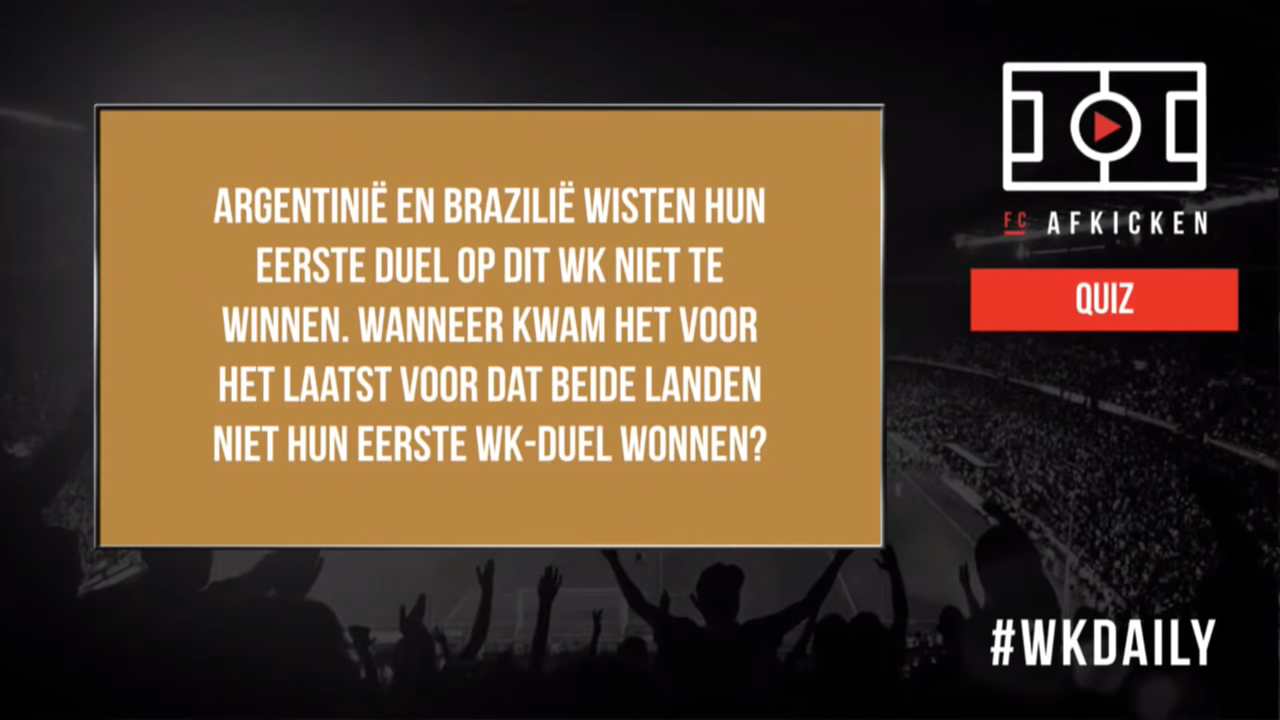 ARGENTINIË EN BRAZILIË WISTEN HUN
EERSTE DUEL OP DIT WK NIET TE
WINNEN. WANNEER KWAM HET VOOR
HET LAATST VOOR DAT BEIDE LANDEN
NIET HUN EERSTE WK-DUEL WONNEN?
FC AFKICKEN
QUIZ
#WKDAILY